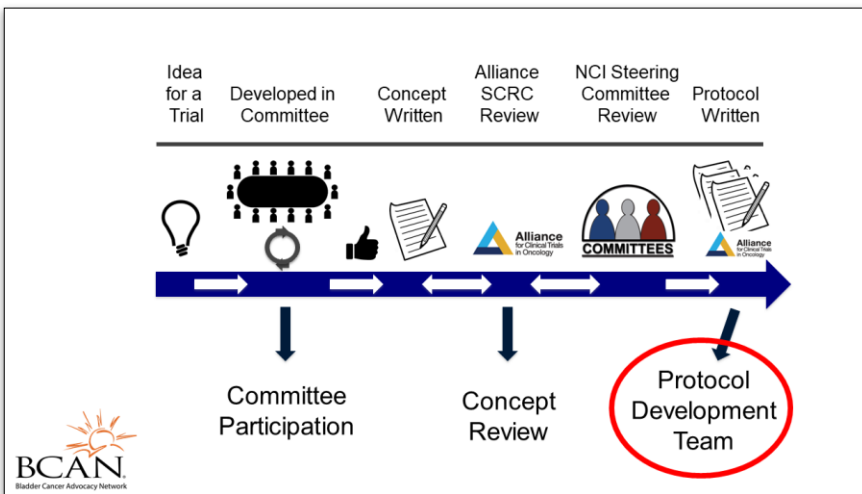 Idea
for a
Trial
Developed in
Committee
Concept
Written
Alliance
SCRC
Review
NCI Steering
Committee
Review
Protocol
Written
Alliance
for Clinical Trials
in Oncology
COMMITTEES
Alliance
for Clinical Trials
in Oncology
Committee
Participation
Concept
Review
Protocol
Development
Team
BCAN
Bladder Cancer Advocacy Network